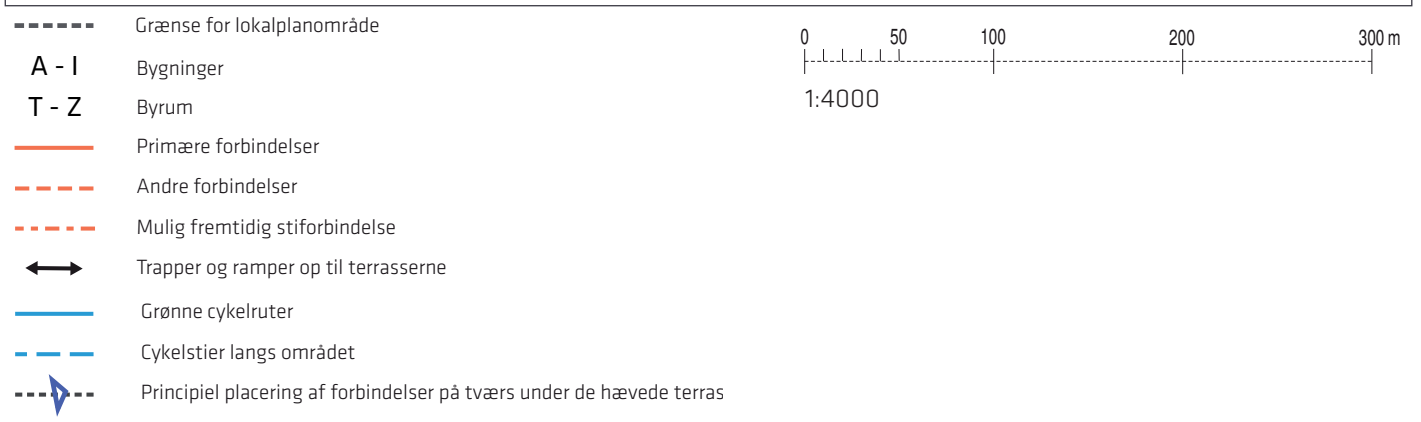 Grænse for lokalplanområde
A - I Bygninger
T - Z Byrum
Primære forbindelser
Andre forbindelser
Mulig fremtidig stiforbindelse
Trapper og ramper op til terrasserne
Grønne cykelruter
Cykelstier langs området
Principiel placering af forbindelser på tværs under de hævede terras
0 50 100 200 300 m
1:4000